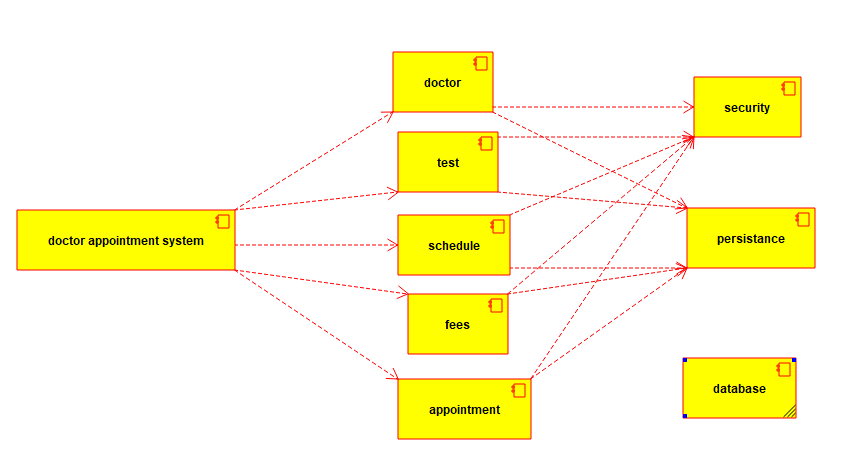 doctor
security
test
doctor appointment system
schedule
persistance
fees
database
appointment